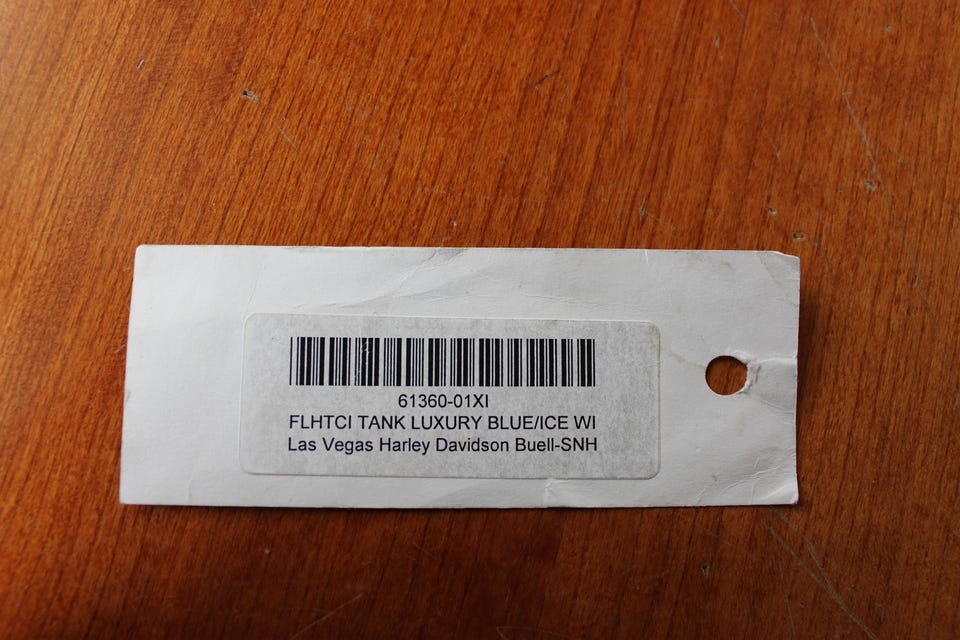 61360-01XI
FLHTCI TANK LUXURY BLUE/ICE WI
Las Vegas Harley Davidson Buell-SNH